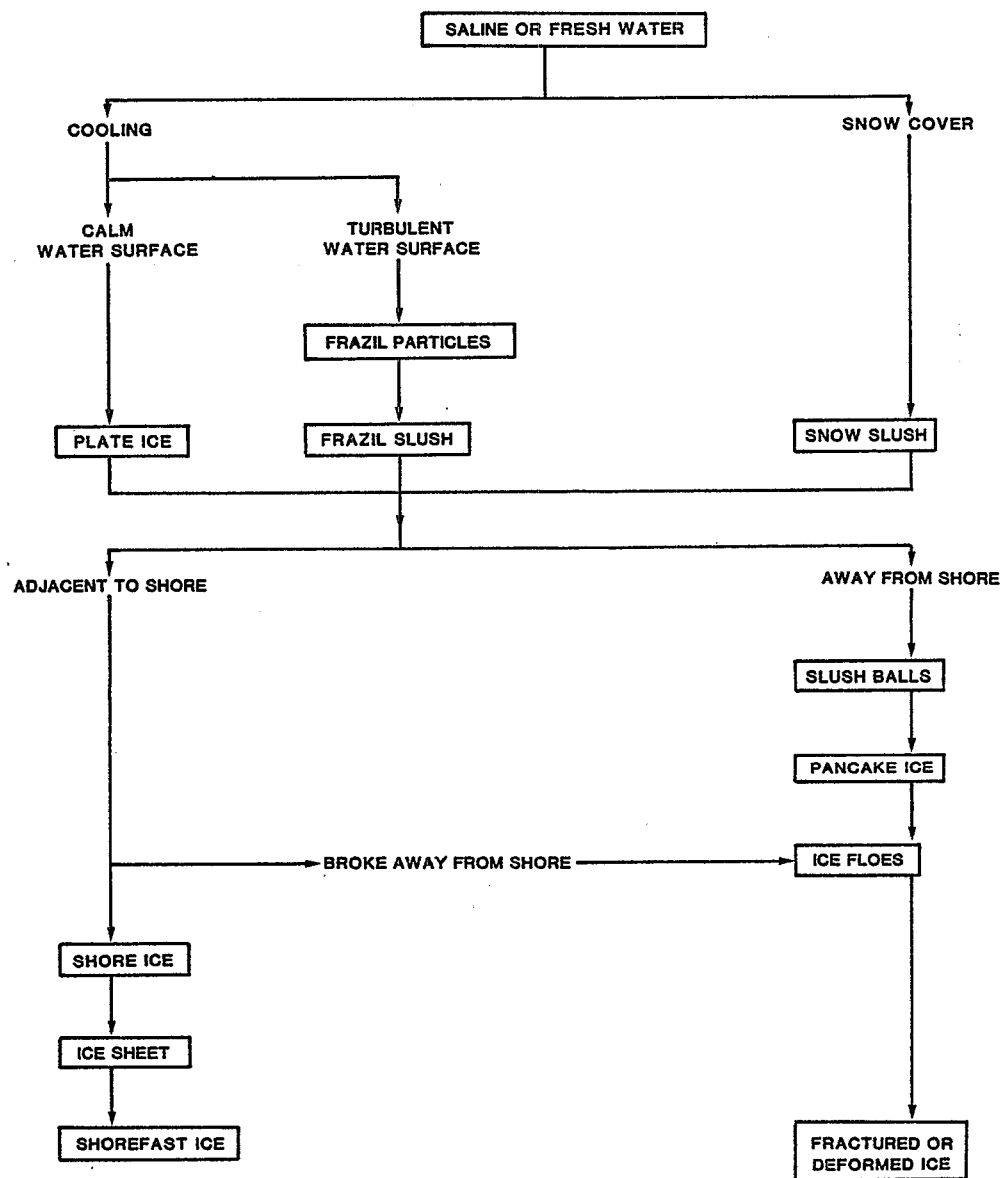 SALINE OR FRESH WATER
COOLING
SNOW COVER
CALM
WATER SURFACE
TURBULENT
WATER SURFACE
FRAZIL PARTICLES
PLATE ICE
FRAZIL SLUSH
SNOW SLUSH
ADJACENT TO SHORE
AWAY FROM SHORE
SLUSH BALLS
PANCAKE ICE
BROKE AWAY FROM SHORE
ICE FLOES
SHORE ICE
ICE SHEET
SHOREFAST ICE
FRACTURED OR
DEFORMED ICE